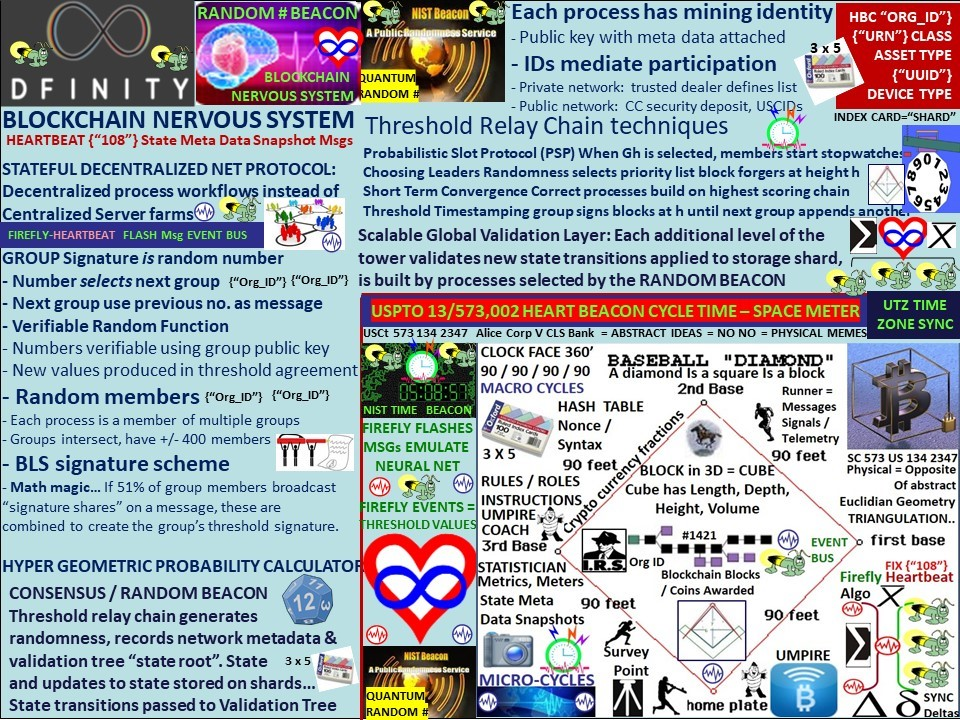 DFINITY
RANDOM # BEACON
BLOCKCHAIN
NERVOUS SYSTEM
NIST Beacon
A Public Randomness Service
QUANTUM
RANDOM #
Each process has mining identity
- Public key with meta data attached
- IDs mediate participation
- Private network: trusted dealer defines list
- Public network: CC security deposit, USCIDs
3 x 5
Oxford
Ruled Index Cards
100
HBC "ORG_ID"}
{"URN"} CLASS
ASSET TYPE
{"UUID"}
DEVICE TYPE
INDEX CARD="SHARD"
BLOCKCHAIN NERVOUS SYSTEM
HEARTBEAT {"108"} State Meta Data Snapshot Msgs
STATEFUL DECENTRALIZED NET PROTOCOL:
Decentralized process workflows instead of
Centralized Server farms
FIREFLY-HEARTBEAT FLASH Msg EVENT BUS
GROUP Signature is random number
- Number selects next group {"Org_ID"} {"Org_ID"}
- Next group use previous no. as message
- Verifiable Random Function
- Numbers verifiable using group public key
- New values produced in threshold agreement
- Random members {"Org_ID"} {"Org_ID"}
- Each process is a member of multiple groups
- Groups intersect, have +/- 400 members
- BLS signature scheme
- Math magic... If 51% of group members broadcast
"signature shares" on a message, these are
combined to create the group's threshold signature.
HYPER GEOMETRIC PROBABILITY CALCULATOR
CONSENSUS / RANDOM BEACON
Threshold relay chain generates
randomness, records network metadata &
validation tree "state root". State
and updates to state stored on shards...
State transitions passed to Validation Tree
12
3 x 5
Threshold Relay Chain techniques
Probabilistic Slot Protocol (PSP) When Gh is selected, members start stopwatches
Choosing Leaders Randomness selects priority list block forgers at height h
Short Term Convergence Correct processes build on highest scoring chain
Threshold Timestamping group signs blocks at h until next group appends another
Scalable Global Validation Layer: Each additional level of the
tower validates new state transitions applied to storage shard,
is built by processes selected by the RANDOM BEACON
Σ
X
USPTO 13/573,002 HEART BEACON CYCLE TIME – SPACE METER
UTZ TIME
ZONE SYNC
USCt 573 134 2347 Alice Corp V CLS Bank = ABSTRACT IDEAS = NO NO = PHYSICAL MEMES
05:08:57
NIST TIME BEACON
FIREFLY FLASHES
MSGs EMULATE
NEURAL NET
FIREFLY EVENTS =
THRESHOLD VALUES
NIST Beacon
A Public Randomness Service
QUANTUM
RANDOM #
CLOCK FACE 360'
90 / 90 / 90 / 90
MACRO CYCLES
Oxford
100
3 X 5
HASH TABLE
Nonce /
Syntax
90 feet
RULES / ROLES
INSTRUCTIONS
UMPIRE
COACH
3rd Base
STATISTICIAN
Metrics, Meters
State Meta
Data Snapshots
MICRO-CYCLES
BASEBALL "DIAMOND"
A diamond Is a square Is a block
2nd Base
Crypto currency fractions
Runner =
Messages
Signals /
Telemetry
90 feet
BLOCK in 3D = CUBE
Cube has Length, Depth,
Height, Volume
I.R.S.
Org ID
#1421
EVENT
BUS
Blockchain Blocks
/ Coins Awarded
90 feet
90 feet
Survey
Point
home plate
UMPIRE
SC 573 US 134 2347
Physical = Opposite
Of abstract
Euclidian Geometry
TRIANGULATION..
first base
FIX {"108"}
Firefly Heartbeat
Algo
X
Σ
Δ
δ
SYNC
Deltas